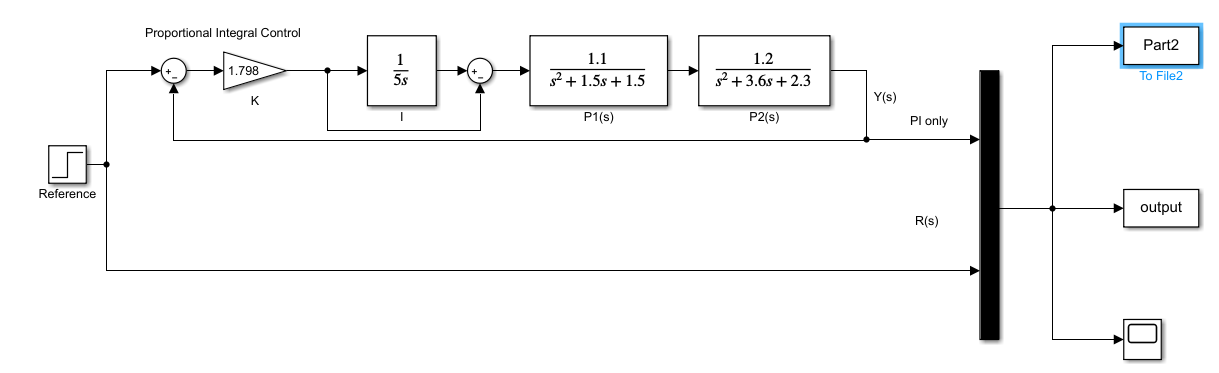 Proportional Integral Control
+_
1.798
K
1
5s
I
+_
1.1
s² + 1.5s + 1.5
P1(s)
1.2
s² + 3.6s + 2.3
P2(s)
Y(s)
PI only
Reference
R(s)
Part2
To File2
output